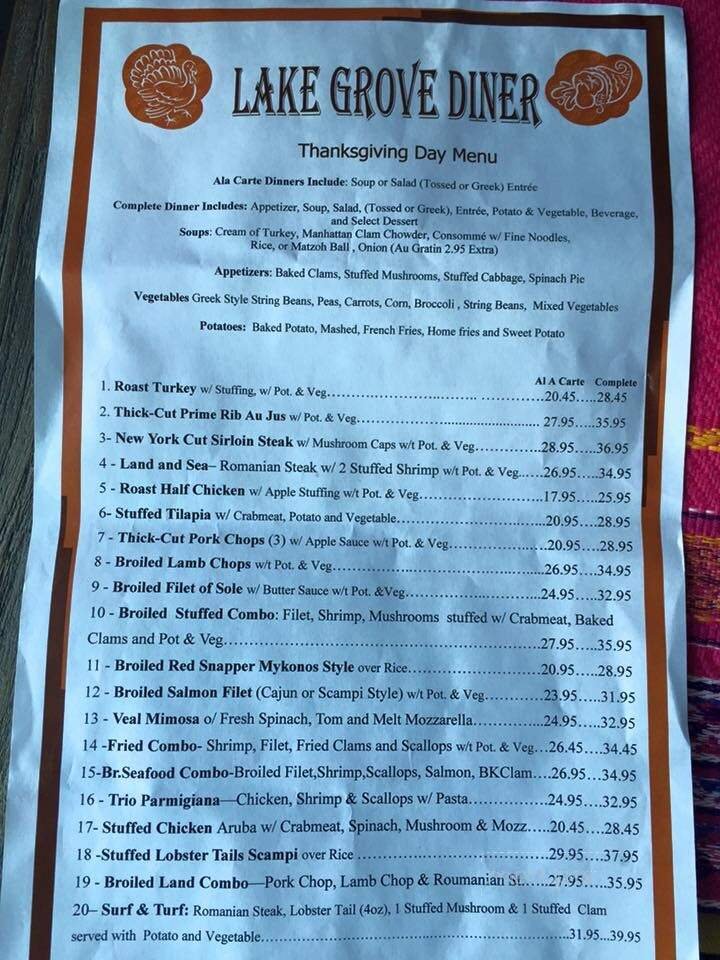 LAKE GROVE DINER
Thanksgiving Day Menu
Ala Carte Dinners Include: Soup or Salad (Tossed or Greek) Entrée
Complete Dinner Includes: Appetizer, Soup, Salad, (Tossed or Greek), Entrée, Potato & Vegetable, Beverage,
and Select Dessert
Soups: Cream of Turkey, Manhattan Clam Chowder, Consommé w/ Fine Noodles,
Rice, or Matzoh Ball , Onion (Au Gratin 2.95 Extra)
Appetizers: Baked Clams, Stuffed Mushrooms, Stuffed Cabbage, Spinach Pie
Vegetables Greek Style String Beans, Peas, Carrots, Corn, Broccoli , String Beans, Mixed Vegetables
Potatoes: Baked Potato, Mashed, French Fries, Home fries and Sweet Potato
Al A Carte Complete
1. Roast Turkey w/ Stuffing, w/ Pot. & Veg.....................................................20.45.....28.45
2. Thick-Cut Prime Rib Au Jus w/ Pot. & Veg...............................................27.95.....35.95
3- New York Cut Sirloin Steak w/ Mushroom Caps w/t Pot. & Veg..............28.95.....36.95
4 - Land and Sea– Romanian Steak w/ 2 Stuffed Shrimp w/t Pot. & Veg......26.95.....34.95
5 - Roast Half Chicken w/ Apple Stuffing w/t Pot. & Veg............................17.95.....25.95
6- Stuffed Tilapia w/ Crabmeat, Potato and Vegetable.................................20.95.....28.95
7 - Thick-Cut Pork Chops (3) w/ Apple Sauce w/t Pot. & Veg.....................20.95.....28.95
8 - Broiled Lamb Chops w/t Pot. & Veg...............................................26.95.....34.95
9 - Broiled Filet of Sole w/ Butter Sauce w/t Pot. &Veg..............................24.95.....32.95
10 - Broiled Stuffed Combo: Filet, Shrimp, Mushrooms stuffed w/ Crabmeat, Baked
Clams and Pot & Veg......................................................................27.95.....35.95
11 - Broiled Red Snapper Mykonos Style over Rice.............................20.95.....28.95
12 - Broiled Salmon Filet (Cajun or Scampi Style) w/t Pot. & Veg.............23.95.....31.95
13 - Veal Mimosa o/ Fresh Spinach, Tom and Melt Mozzarella................24.95.....32.95
14 -Fried Combo- Shrimp, Filet, Fried Clams and Scallops w/t Pot. & Veg...26.45....34.45
15-Br.Seafood Combo-Broiled Filet,Shrimp,Scallops, Salmon, BKClam....26.95...34.95
16 - Trio Parmigiana—Chicken, Shrimp & Scallops w/ Pasta..................24.95...32.95
17- Stuffed Chicken Aruba w/ Crabmeat, Spinach, Mushroom & Mozz.....20.45....28.45
18 -Stuffed Lobster Tails Scampi over Rice ..........................................29.95....37.95
19 - Broiled Land Combo—Pork Chop, Lamb Chop & Roumanian St......27.95.....35.95
20– Surf & Turf: Romanian Steak, Lobster Tail (4oz), 1 Stuffed Mushroom & 1 Stuffed Clam
served with Potato and Vegetable..................................................31.95...39.95